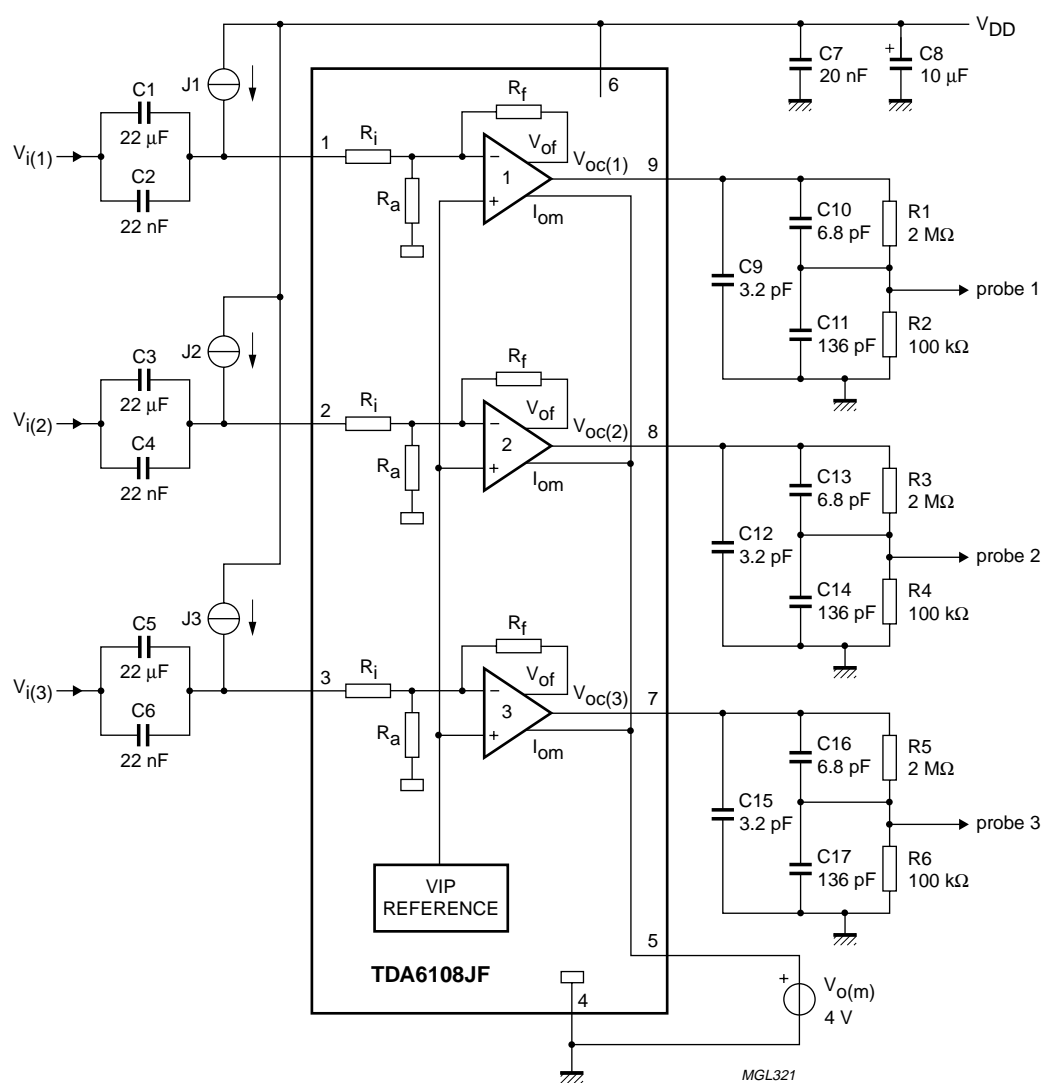 VDD
C7
20 nF
+
C8
10 μF
J1
6
C1
22 μF
Vi(1)
C2
22 nF
1
Ri
Rf
Vof
−
1
+
Ra
Iom
Voc(1)
9
C10
6.8 pF
R1
2 MΩ
C9
3.2 pF
probe 1
C11
136 pF
R2
100 kΩ
J2
C3
22 μF
Vi(2)
C4
22 nF
2
Ri
Rf
Vof
−
2
+
Ra
Iom
Voc(2)
8
C13
6.8 pF
R3
2 MΩ
C12
3.2 pF
probe 2
C14
136 pF
R4
100 kΩ
J3
C5
22 μF
Vi(3)
C6
22 nF
3
Ri
Rf
Vof
−
3
+
Ra
Iom
Voc(3)
7
C16
6.8 pF
R5
2 MΩ
C15
3.2 pF
probe 3
C17
136 pF
R6
100 kΩ
VIP
REFERENCE
5
TDA6108JF
4
+
Vo(m)
4 V
MGL321